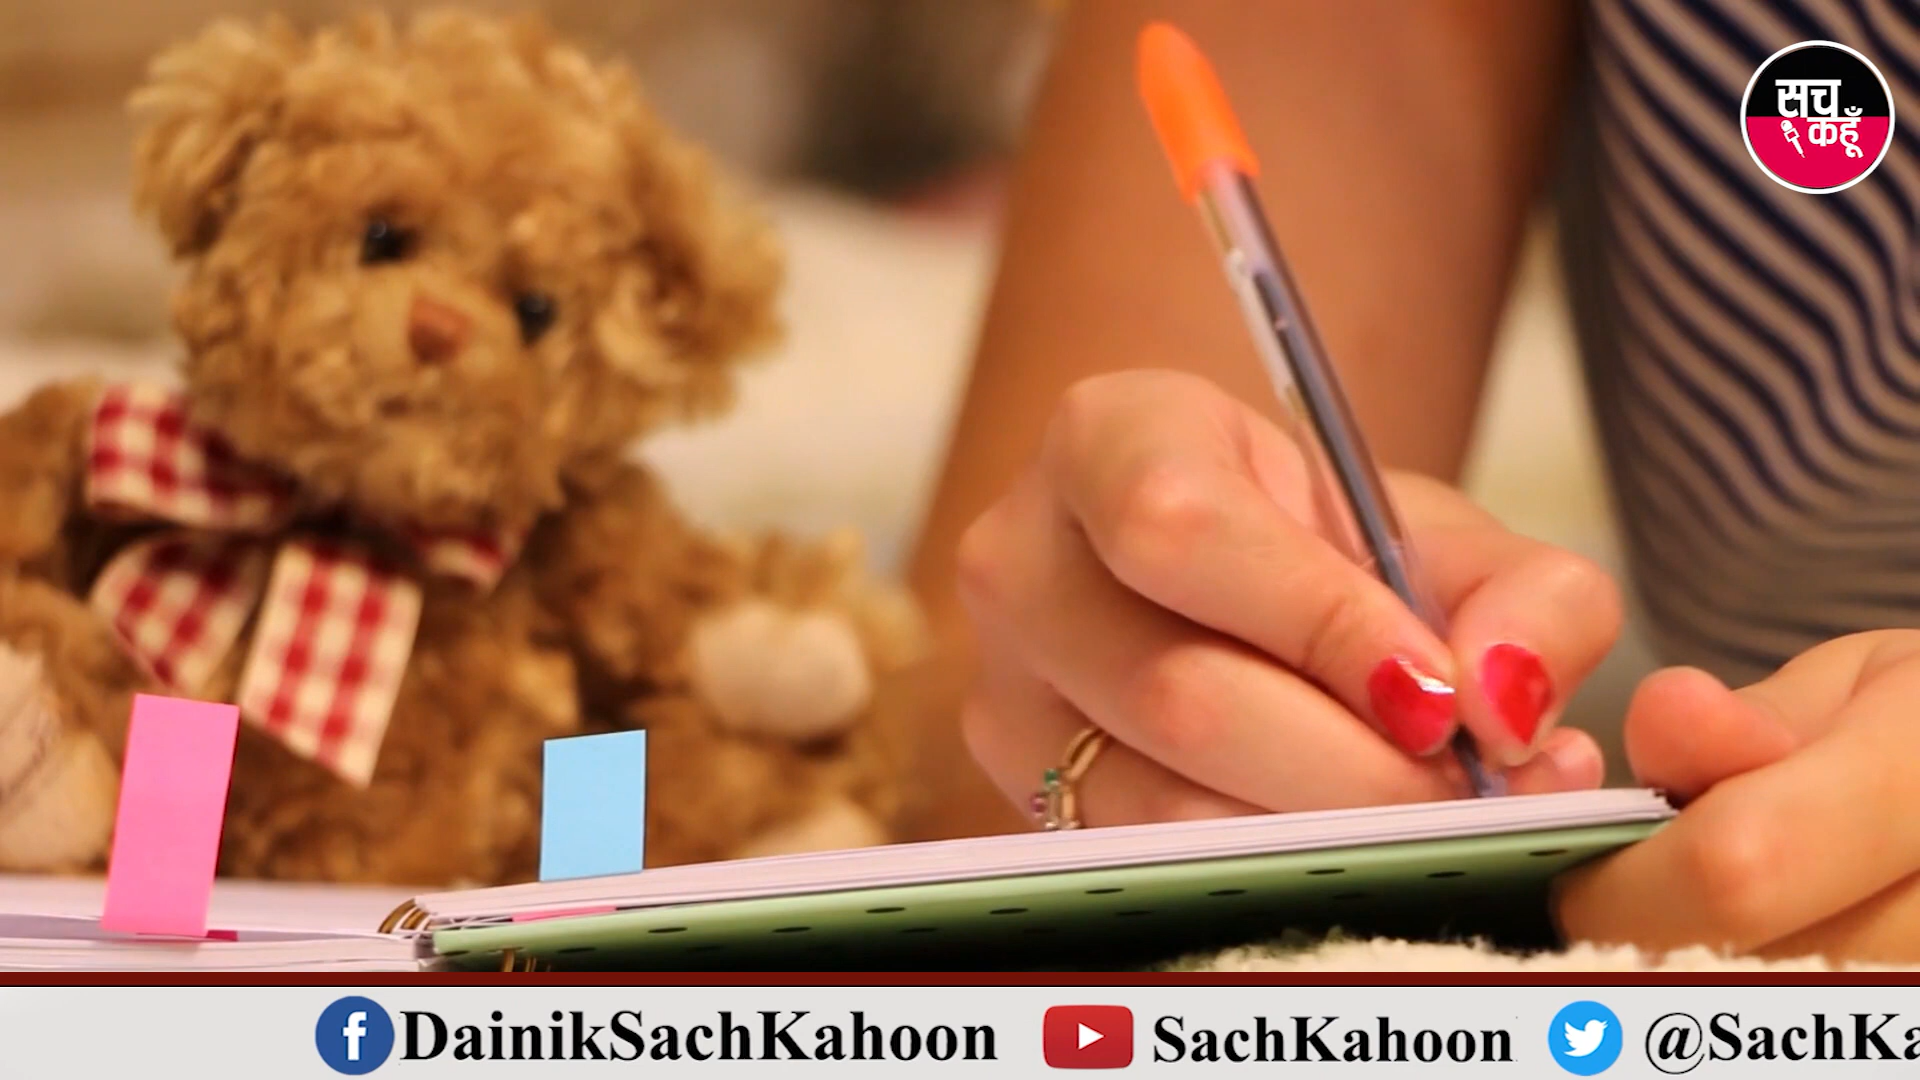 सच
कहूँ
DainikSachKahoon
SachKahoon
@SachKa